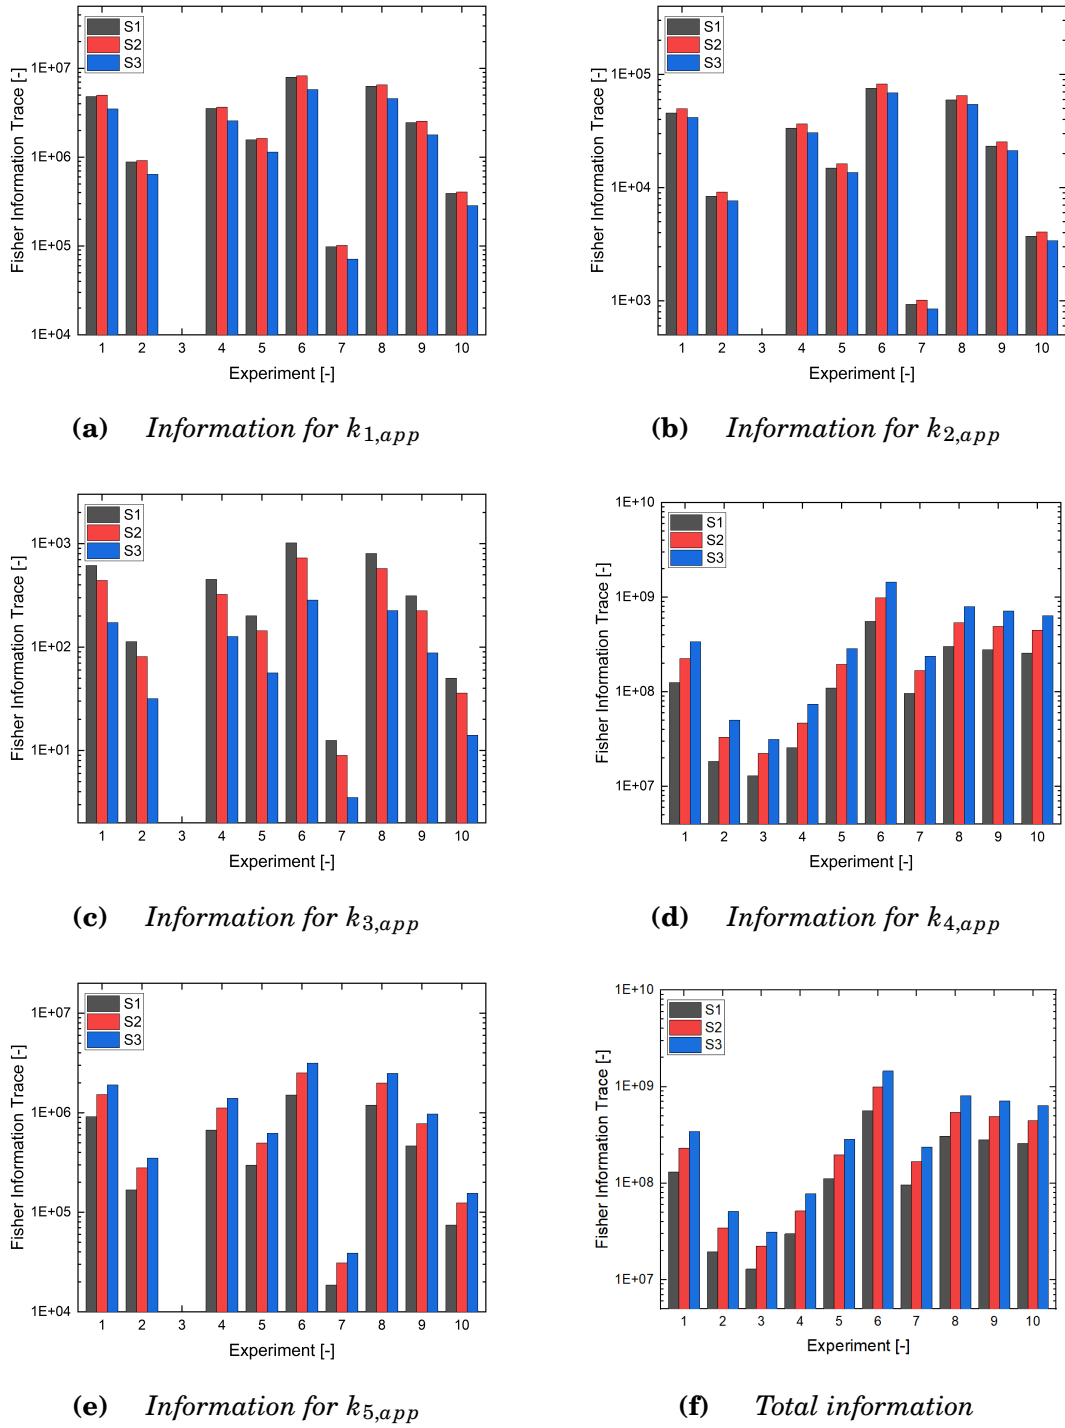 S1
S2
S3
1E+07
1E+06
1E+05
1E+04
Fisher Information Trace [-]
1 2 3 4 5 6 7 8 9 10
Experiment [-]
(a) Information for k1,app
S1
S2
S3
1E+05
1E+04
1E+03
Fisher Information Trace [-]
1 2 3 4 5 6 7 8 9 10
Experiment [-]
(b) Information for k2,app
S1
S2
S3
1E+03
1E+02
1E+01
Fisher Information Trace [-]
1 2 3 4 5 6 7 8 9 10
Experiment [-]
(c) Information for k3,app
S1
S2
S3
1E+10
1E+09
1E+08
1E+07
Fisher Information Trace [-]
1 2 3 4 5 6 7 8 9 10
Experiment [-]
(d) Information for k4,app
S1
S2
S3
1E+07
1E+06
1E+05
1E+04
Fisher Information Trace [-]
1 2 3 4 5 6 7 8 9 10
Experiment [-]
(e) Information for k5,app
S1
S2
S3
1E+10
1E+09
1E+08
1E+07
Fisher Information Trace [-]
1 2 3 4 5 6 7 8 9 10
Experiment [-]
(f) Total information